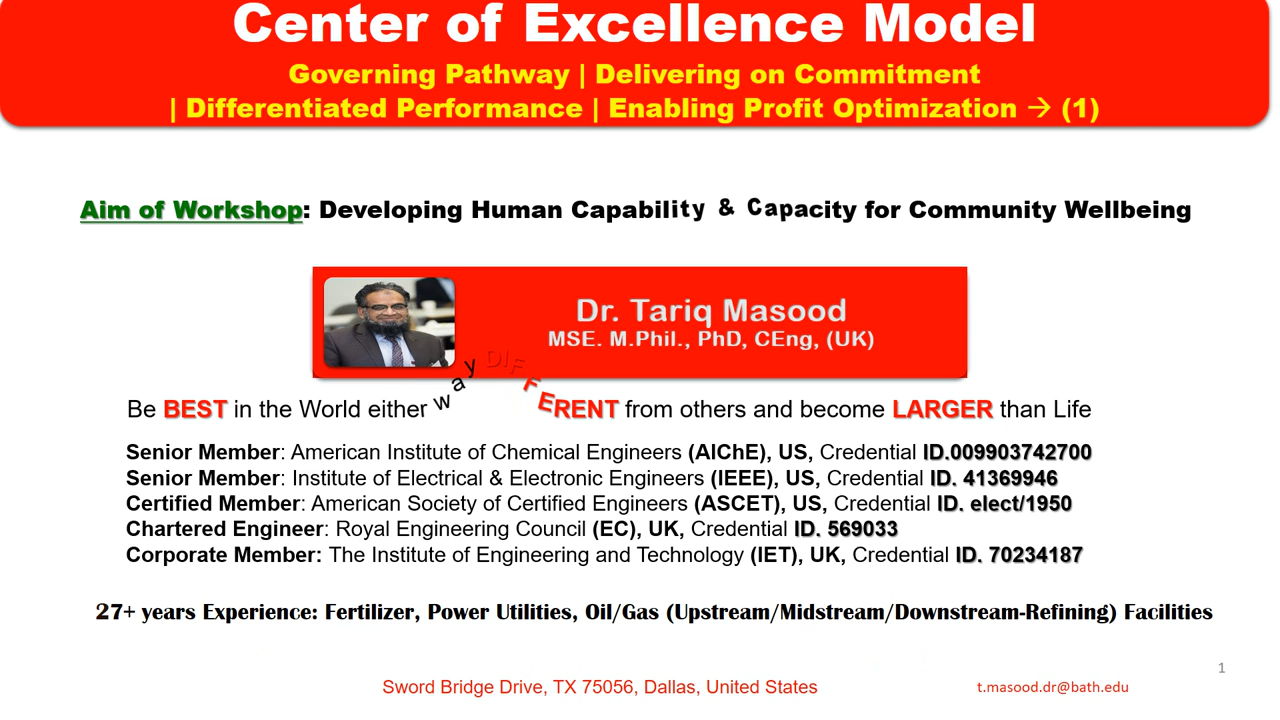 Center of Excellence Model
Governing Pathway | Delivering on Commitment
| Differentiated Performance | Enabling Profit Optimization → (1)
Aim of Workshop: Developing Human Capability & Capacity for Community Wellbeing
Dr. Tariq Masood
MSE. M.Phil., PhD, CEng, (UK)
Be BEST in the World either way DIFFERENT from others and become LARGER than Life
Senior Member: American Institute of Chemical Engineers (AIChE), US, Credential ID.009903742700
Senior Member: Institute of Electrical & Electronic Engineers (IEEE), US, Credential ID. 41369946
Certified Member: American Society of Certified Engineers (ASCET), US, Credential ID. elect/1950
Chartered Engineer: Royal Engineering Council (EC), UK, Credential ID. 569033
Corporate Member: The Institute of Engineering and Technology (IET), UK, Credential ID. 70234187
27+ years Experience: Fertilizer, Power Utilities, Oil/Gas (Upstream/Midstream/Downstream-Refining) Facilities
1
Sword Bridge Drive, TX 75056, Dallas, United States
t.masood.dr@bath.edu